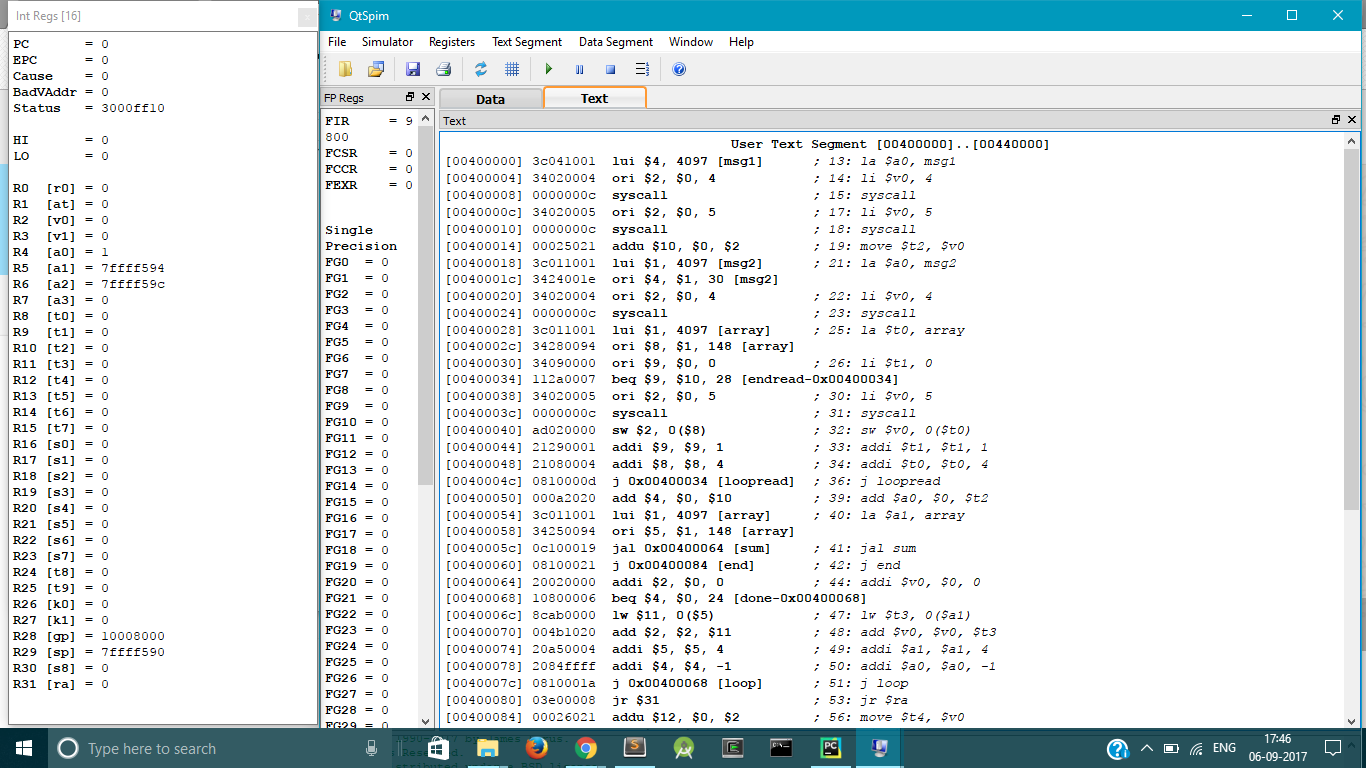 Int Regs [16]
PC = 0
EPC = 0
Cause = 0
BadVAddr = 0
Status = 3000ff10
HI = 0
LO = 0
R0 [r0] = 0
R1 [at] = 0
R2 [v0] = 0
R3 [v1] = 0
R4 [a0] = 1
R5 [a1] = 7ffff594
R6 [a2] = 7ffff59c
R7 [a3] = 0
R8 [t0] = 0
R9 [t1] = 0
R10 [t2] = 0
R11 [t3] = 0
R12 [t4] = 0
R13 [t5] = 0
R14 [t6] = 0
R15 [t7] = 0
R16 [s0] = 0
R17 [s1] = 0
R18 [s2] = 0
R19 [s3] = 0
R20 [s4] = 0
R21 [s5] = 0
R22 [s6] = 0
R23 [s7] = 0
R24 [t8] = 0
R25 [t9] = 0
R26 [k0] = 0
R27 [k1] = 0
R28 [gp] = 10008000
R29 [sp] = 7ffff590
R30 [s8] = 0
R31 [ra] = 0
QtSpim
File Simulator Registers Text Segment Data Segment Window Help
FP Regs
FIR = 9
800
FCSR = 0
FCCR = 0
FEXR = 0
Single
Precision
FG0 = 0
FG1 = 0
FG2 = 0
FG3 = 0
FG4 = 0
FG5 = 0
FG6 = 0
FG7 = 0
FG8 = 0
FG9 = 0
FG10 = 0
FG11 = 0
FG12 = 0
FG13 = 0
FG14 = 0
FG15 = 0
FG16 = 0
FG17 = 0
FG18 = 0
FG19 = 0
FG20 = 0
FG21 = 0
FG22 = 0
FG23 = 0
FG24 = 0
FG25 = 0
FG26 = 0
FG27 = 0
FG28 = 0
FG29 = 0
Data Text
Text
User Text Segment [00400000]..[00440000]
[00400000] 3c041001 lui $4, 4097 [msg1] ; 13: la $a0, msg1
[00400004] 34020004 ori $2, $0, 4 ; 14: li $v0, 4
[00400008] 0000000c syscall ; 15: syscall
[0040000c] 34020005 ori $2, $0, 5 ; 17: li $v0, 5
[00400010] 0000000c syscall ; 18: syscall
[00400014] 00025021 addu $10, $0, $2 ; 19: move $t2, $v0
[00400018] 3c011001 lui $1, 4097 [msg2] ; 21: la $a0, msg2
[0040001c] 3424001e ori $4, $1, 30 [msg2]
[00400020] 34020004 ori $2, $0, 4 ; 22: li $v0, 4
[00400024] 0000000c syscall ; 23: syscall
[00400028] 3c011001 lui $1, 4097 [array] ; 25: la $t0, array
[0040002c] 34280094 ori $8, $1, 148 [array]
[00400030] 34090000 ori $9, $0, 0 ; 26: li $t1, 0
[00400034] 112a0007 beq $9, $10, 28 [endread-0x00400034]
[00400038] 34020005 ori $2, $0, 5 ; 30: li $v0, 5
[0040003c] 0000000c syscall ; 31: syscall
[00400040] ad020000 sw $2, 0($8) ; 32: sw $v0, 0($t0)
[00400044] 21290001 addi $9, $9, 1 ; 33: addi $t1, $t1, 1
[00400048] 21080004 addi $8, $8, 4 ; 34: addi $t0, $t0, 4
[0040004c] 0810000d j 0x00400034 [loopread] ; 36: j loopread
[00400050] 000a2020 add $4, $0, $10 ; 39: add $a0, $0, $t2
[00400054] 3c011001 lui $1, 4097 [array] ; 40: la $a1, array
[00400058] 34250094 ori $5, $1, 148 [array]
[0040005c] 0c100019 jal 0x00400064 [sum] ; 41: jal sum
[00400060] 08100021 j 0x00400084 [end] ; 42: j end
[00400064] 20020000 addi $2, $0, 0 ; 44: addi $v0, $0, 0
[00400068] 10800006 beq $4, $0, 24 [done-0x00400068]
[0040006c] 8cab0000 lw $11, 0($5) ; 47: lw $t3, 0($a1)
[00400070] 004b1020 add $2, $2, $11 ; 48: add $v0, $v0, $t3
[00400074] 20a50004 addi $5, $5, 4 ; 49: addi $a1, $a1, 4
[00400078] 2084ffff addi $4, $4, -1 ; 50: addi $a0, $a0, -1
[0040007c] 0810001a j 0x00400068 [loop] ; 51: j loop
[00400080] 03e00008 jr $31 ; 53: jr $ra
[00400084] 00026021 addu $12, $0, $2 ; 56: move $t4, $v0
Type here to search
ENG
17:46
06-09-2017